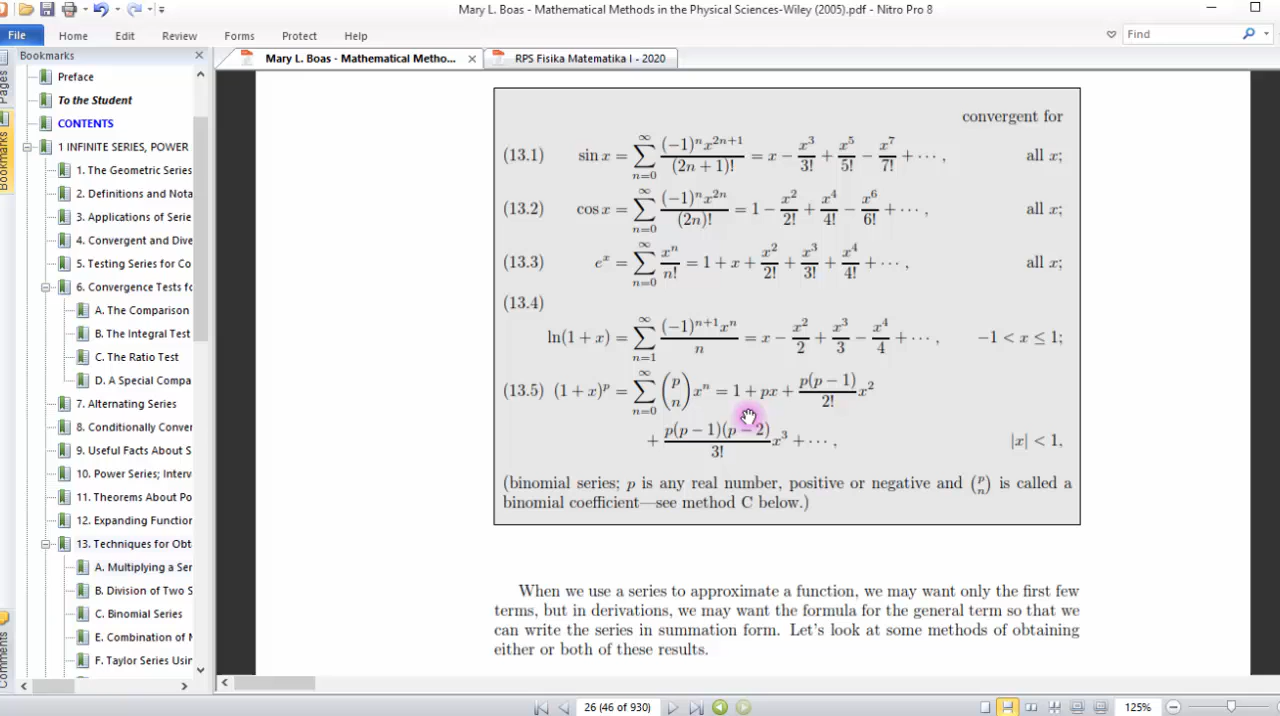 Mary L. Boas - Mathematical Methods in the Physical Sciences-Wiley (2005).pdf - Nitro Pro 8
File Home Edit Review Forms Protect Help Find
Bookmarks
Mary L. Boas - Mathematical Metho...
RPS Fisika Matematika I - 2020
Pages
Bookmarks
Comments
Preface
To the Student
CONTENTS
1 INFINITE SERIES, POWER
1. The Geometric Series
2. Definitions and Nota
3. Applications of Serie
4. Convergent and Dive
5. Testing Series for Co
6. Convergence Tests fo
A. The Comparison
B. The Integral Test
C. The Ratio Test
D. A Special Compa
7. Alternating Series
8. Conditionally Conver
9. Useful Facts About S
10. Power Series; Interv
11. Theorems About Po
12. Expanding Function
13. Techniques for Obt
A. Multiplying a Ser
B. Division of Two S
C. Binomial Series
E. Combination of M
F. Taylor Series Usin
convergent for
(13.1) sin x = ∑_{n=0}^{∞} (-1)^n x^{2n+1}/(2n+1)! = x − x^3/3! + x^5/5! − x^7/7! + ··· , all x;
(13.2) cos x = ∑_{n=0}^{∞} (-1)^n x^{2n}/(2n)! = 1 − x^2/2! + x^4/4! − x^6/6! + ··· , all x;
(13.3) e^x = ∑_{n=0}^{∞} x^n/n! = 1 + x + x^2/2! + x^3/3! + x^4/4! + ··· , all x;
(13.4)
ln(1 + x) = ∑_{n=1}^{∞} (-1)^{n+1} x^n/n = x − x^2/2 + x^3/3 − x^4/4 + ··· , −1 < x ≤ 1;
(13.5) (1 + x)^p = ∑_{n=0}^{∞} (p n) x^n = 1 + px + p(p − 1)/2! x^2
+ p(p − 1)(p − 2)/3! x^3 + ··· , |x| < 1,
(binomial series; p is any real number, positive or negative and (p n) is called a
binomial coefficient—see method C below.)
When we use a series to approximate a function, we may want only the first few
terms, but in derivations, we may want the formula for the general term so that we
can write the series in summation form. Let's look at some methods of obtaining
either or both of these results.
26 (46 of 930)
125%